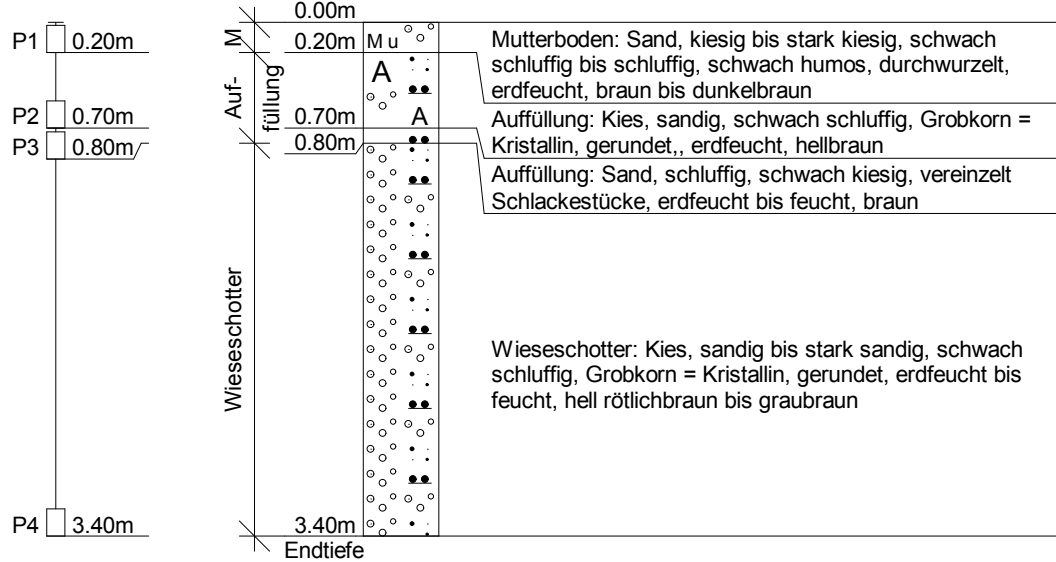 0.00m
P1 0.20m
M
0.20m
Mu
Mutterboden: Sand, kiesig bis stark kiesig, schwach
schluffig bis schluffig, schwach humos, durchwurzelt,
erdfeucht, braun bis dunkelbraun
A
Auf-
füllung
P2 0.70m
0.70m
A
Auffüllung: Kies, sandig, schwach schluffig, Grobkorn =
Kristallin, gerundet,, erdfeucht, hellbraun
P3 0.80m
0.80m
Auffüllung: Sand, schluffig, schwach kiesig, vereinzelt
Schlackestücke, erdfeucht bis feucht, braun
Wieseschotter
Wieseschotter: Kies, sandig bis stark sandig, schwach
schluffig, Grobkorn = Kristallin, gerundet, erdfeucht bis
feucht, hell rötlichbraun bis graubraun
P4 3.40m
3.40m
Endtiefe